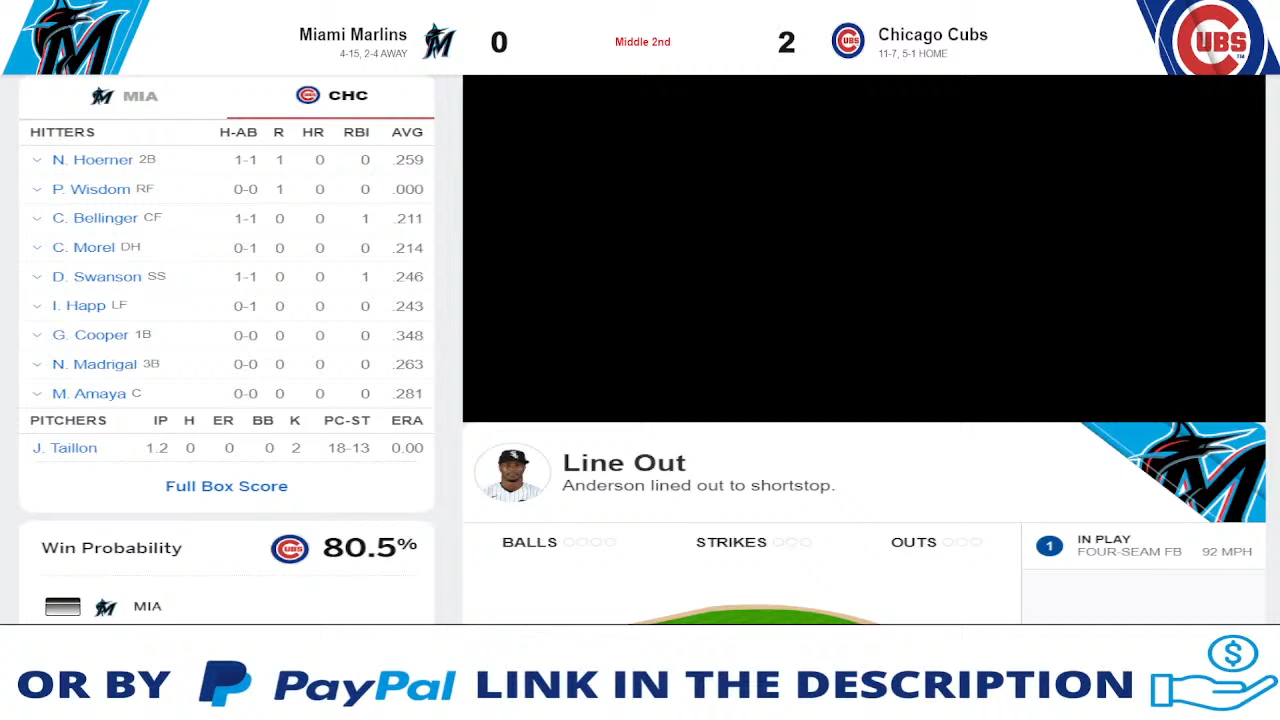 Miami Marlins
4-15, 2-4 AWAY
0
Middle 2nd
2
Chicago Cubs
11-7, 5-1 HOME
CUBS
MIA
CHC
HITTERS H-AB R HR RBI AVG
N. Hoerner 2B 1-1 1 0 0 .259
P. Wisdom RF 0-0 1 0 0 .000
C. Bellinger CF 1-1 0 0 1 .211
C. Morel DH 0-1 0 0 0 .214
D. Swanson SS 1-1 0 0 1 .246
I. Happ LF 0-1 0 0 0 .243
G. Cooper 1B 0-0 0 0 0 .348
N. Madrigal 3B 0-0 0 0 0 .263
M. Amaya C 0-0 0 0 0 .281
PITCHERS IP H ER BB K PC-ST ERA
J. Taillon 1.2 0 0 0 2 18-13 0.00
Full Box Score
Win Probability CUBS 80.5%
MIA
Line Out
Anderson lined out to shortstop.
BALLS STRIKES OUTS
1 IN PLAY
FOUR-SEAM FB 92 MPH
OR BY PayPal LINK IN THE DESCRIPTION $